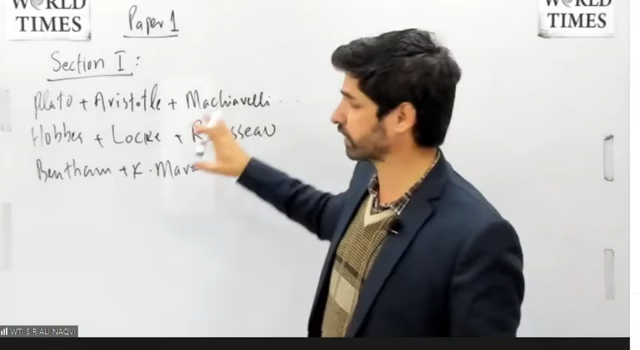 WORLD
TIMES
WORLD
TIMES
Paper 1
Section I :
Plato + Aristotle + Machiavelli . . .
Hobbes + Locke +
Bentham + K.
WT: SIR ALI NAQVI